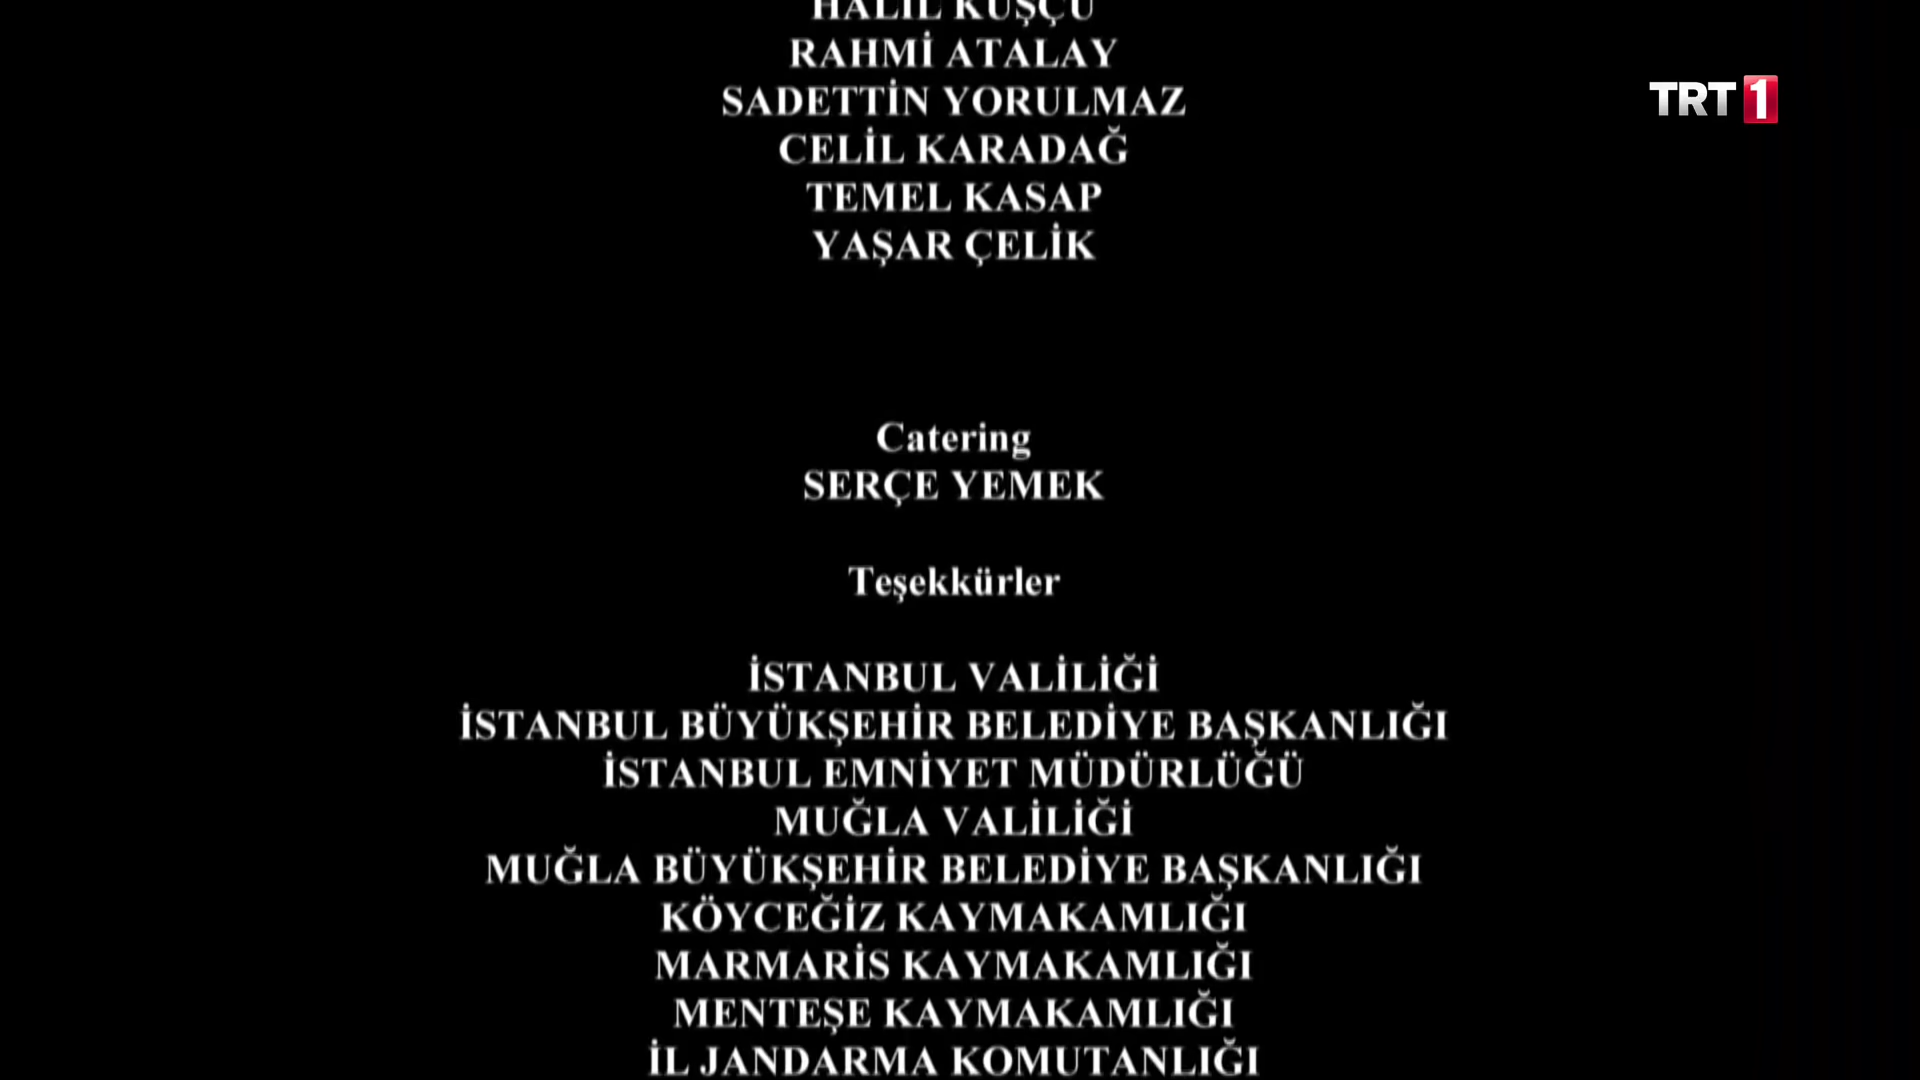 HALİL KUŞÇU
RAHMİ ATALAY
TRT 1
SADETTİN YORULMAZ
CELİL KARADAĞ
TEMEL KASAP
YAŞAR ÇELİK
Catering
SERÇE YEMEK
Teşekkürler
İSTANBUL VALİLİĞİ
İSTANBUL BÜYÜKŞEHİR BELEDİYE BAŞKANLIĞI
İSTANBUL EMNİYET MÜDÜRLÜĞÜ
MUĞLA VALİLİĞİ
MUĞLA BÜYÜKŞEHİR BELEDİYE BAŞKANLIĞI
KÖYCEĞİZ KAYMAKAMLIĞI
MARMARİS KAYMAKAMLIĞI
MENTEŞE KAYMAKAMLIĞI
İL JANDARMA KOMUTANLIĞI